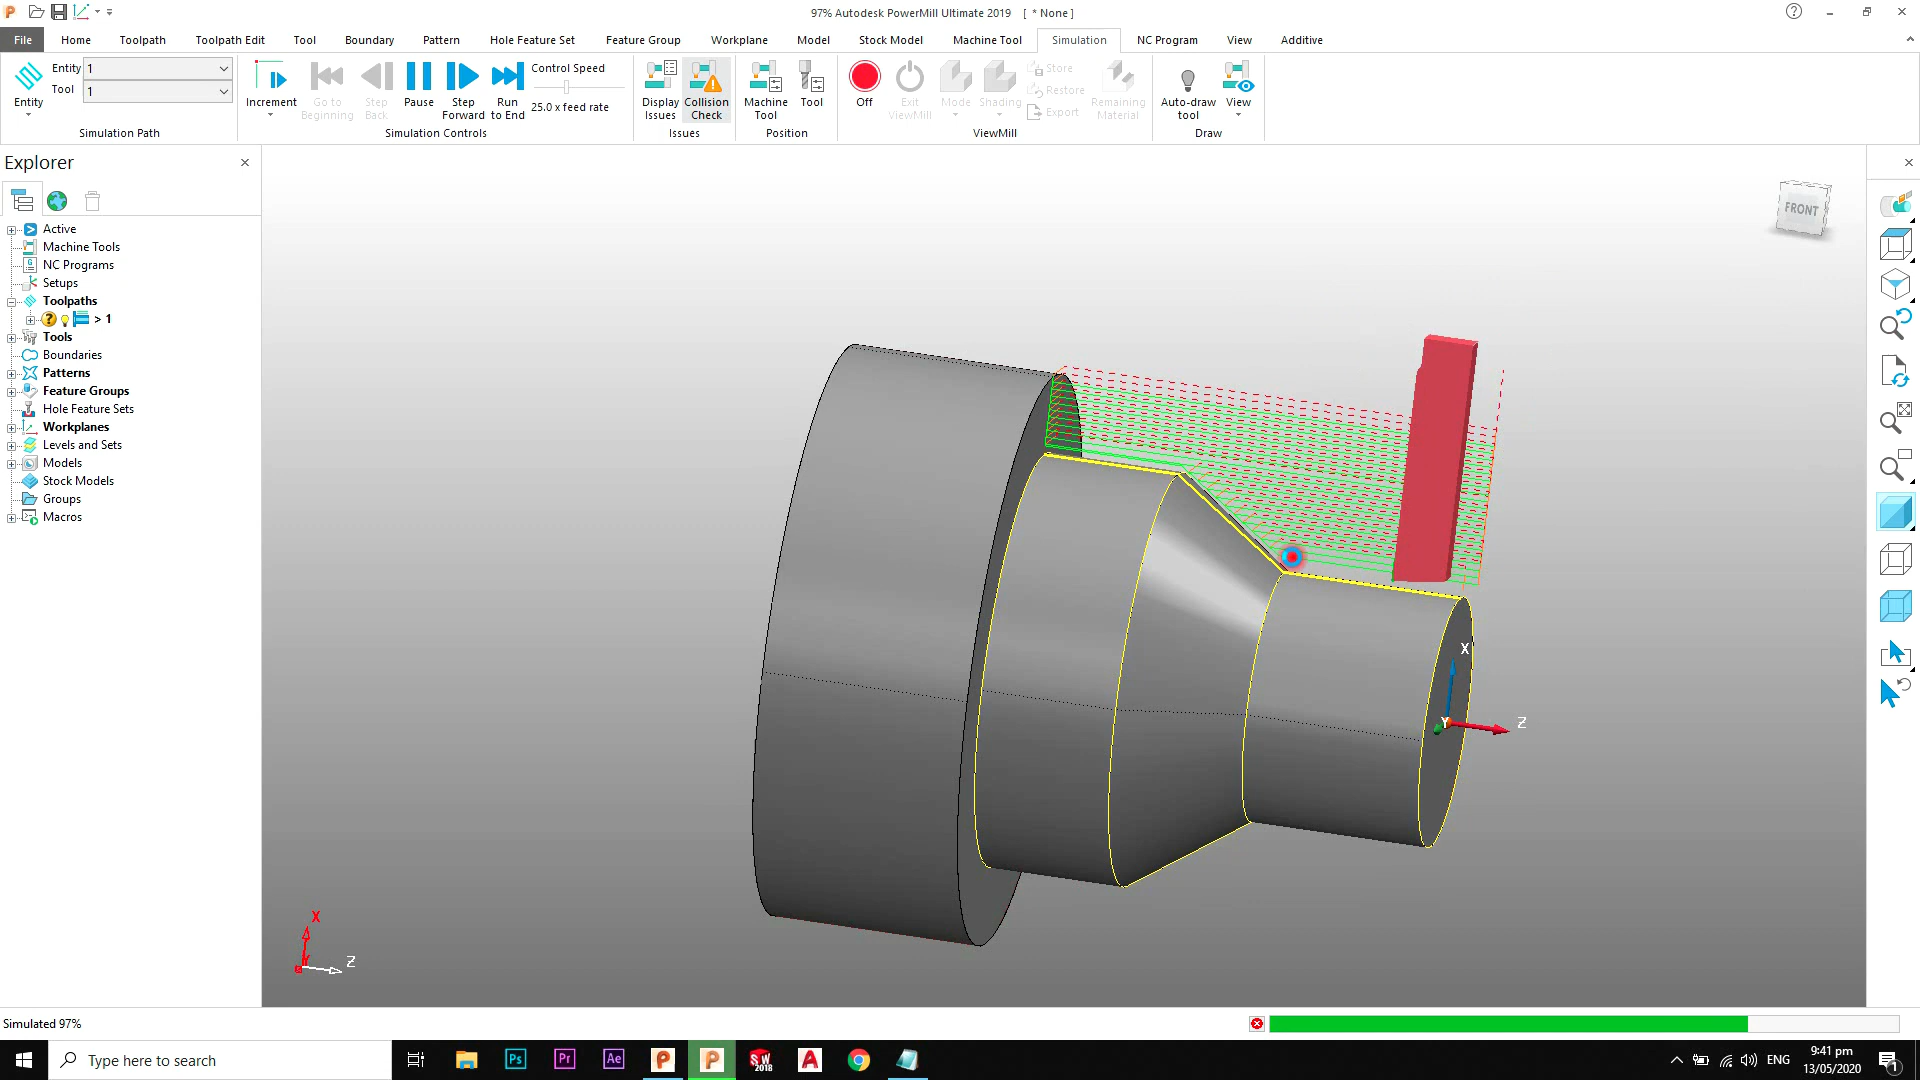 97% Autodesk PowerMill Ultimate 2019 [ * None ]
File Home Toolpath Toolpath Edit Tool Boundary Pattern Hole Feature Set Feature Group Workplane Model Stock Model Machine Tool Simulation NC Program View Additive
Entity 1
Tool 1
Entity
Simulation Path
Increment
Go to Beginning
Step Back
Pause
Step Forward
Run to End
Control Speed
25.0 x feed rate
Simulation Controls
Display Issues
Collision Check
Issues
Machine Tool
Tool
Position
Off
Exit ViewMill
Mode
Shading
Store
Restore
Export
Remaining Material
ViewMill
Auto-draw tool
View
Draw
Explorer
Active
Machine Tools
NC Programs
Setups
Toolpaths
> 1
Tools
Boundaries
Patterns
Feature Groups
Hole Feature Sets
Workplanes
Levels and Sets
Models
Stock Models
Groups
Macros
FRONT
X
Y
Z
X
Y
Z
Simulated 97%
Type here to search
Ps
Pr
Ae
SW
2018
ENG
9:41 pm
13/05/2020
1